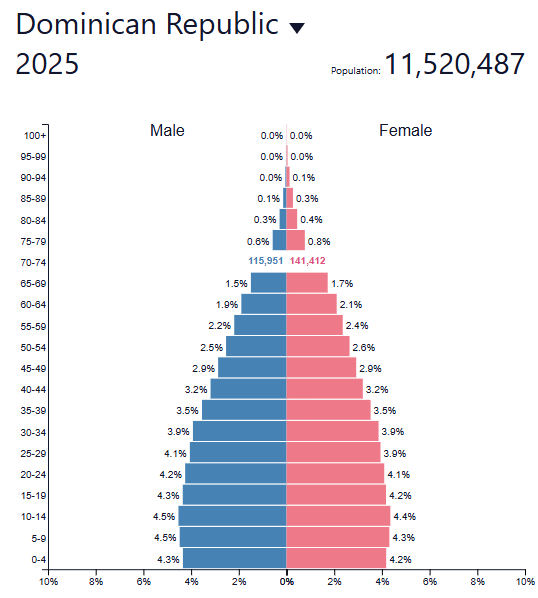 Dominican Republic
2025 Population: 11,520,487
Male Female
100+ 0.0% 0.0%
95-99 0.0% 0.0%
90-94 0.0% 0.1%
85-89 0.1% 0.3%
80-84 0.3% 0.4%
75-79 0.6% 0.8%
70-74 115,951 141,412
65-69 1.5% 1.7%
60-64 1.9% 2.1%
55-59 2.2% 2.4%
50-54 2.5% 2.6%
45-49 2.9% 2.9%
40-44 3.2% 3.2%
35-39 3.5% 3.5%
30-34 3.9% 3.9%
25-29 4.1% 3.9%
20-24 4.2% 4.1%
15-19 4.3% 4.2%
10-14 4.5% 4.4%
5-9 4.5% 4.3%
0-4 4.3% 4.2%
10% 8% 6% 4% 2% 0% 2% 4% 6% 8% 10%